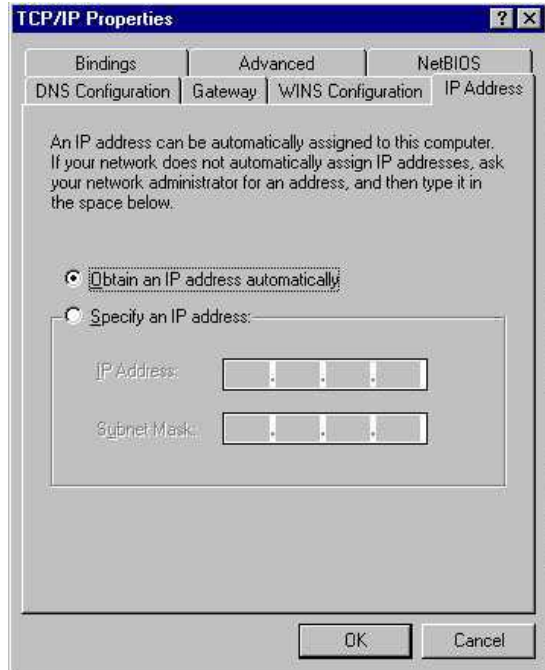 TCP/IP Properties
Bindings Advanced NetBIOS
DNS Configuration Gateway WINS Configuration IP Address
An IP address can be automatically assigned to this computer.
If your network does not automatically assign IP addresses, ask
your network administrator for an address, and then type it in
the space below.
Obtain an IP address automatically
Specify an IP address:
IP Address:
Subnet Mask:
OK Cancel